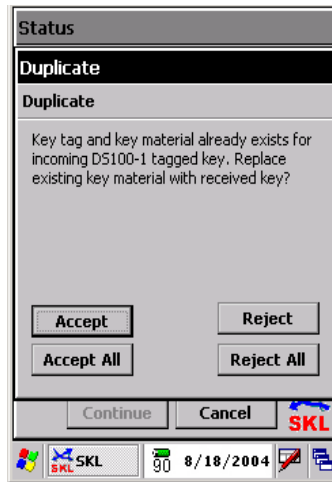 Status
Duplicate
Duplicate
Key tag and key material already exists for
incoming DS100-1 tagged key. Replace
existing key material with received key?
Accept Reject
Accept All Reject All
Continue Cancel SKL
SKL SKL 90 8/18/2004